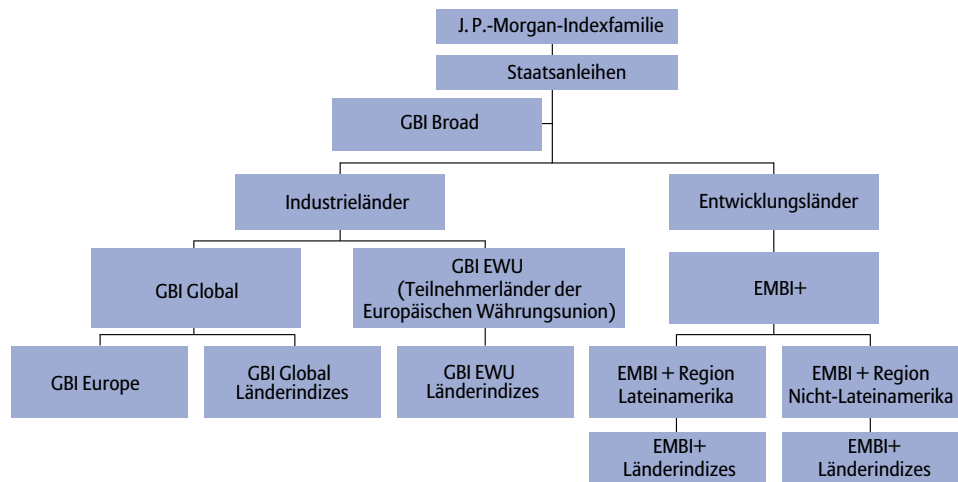 J. P.-Morgan-Indexfamilie
Staatsanleihen
GBI Broad
Industrieländer
Entwicklungsländer
GBI Global
GBI EWU
(Teilnehmerländer der
Europäischen Währungsunion)
EMBI+
GBI Europe
GBI Global
Länderindizes
GBI EWU
Länderindizes
EMBI + Region
Lateinamerika
EMBI + Region
Nicht-Lateinamerika
EMBI+
Länderindizes
EMBI+
Länderindizes